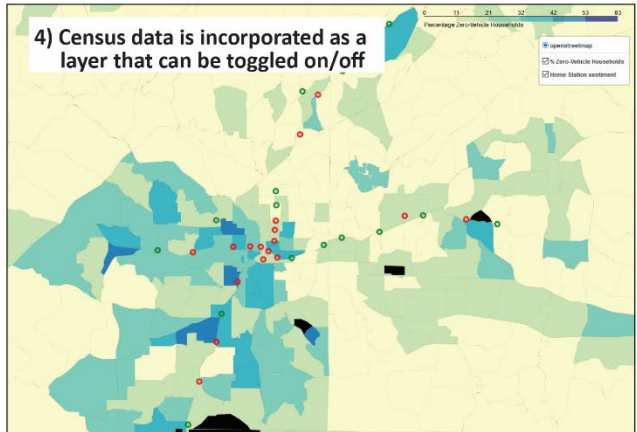 4) Census data is incorporated as a
layer that can be toggled on/off
0 11 21 32 42 53 63
Percentage Zero-Vehicle Households
openstreetmap
% Zero-Vehicle Households
Home Station sentiment